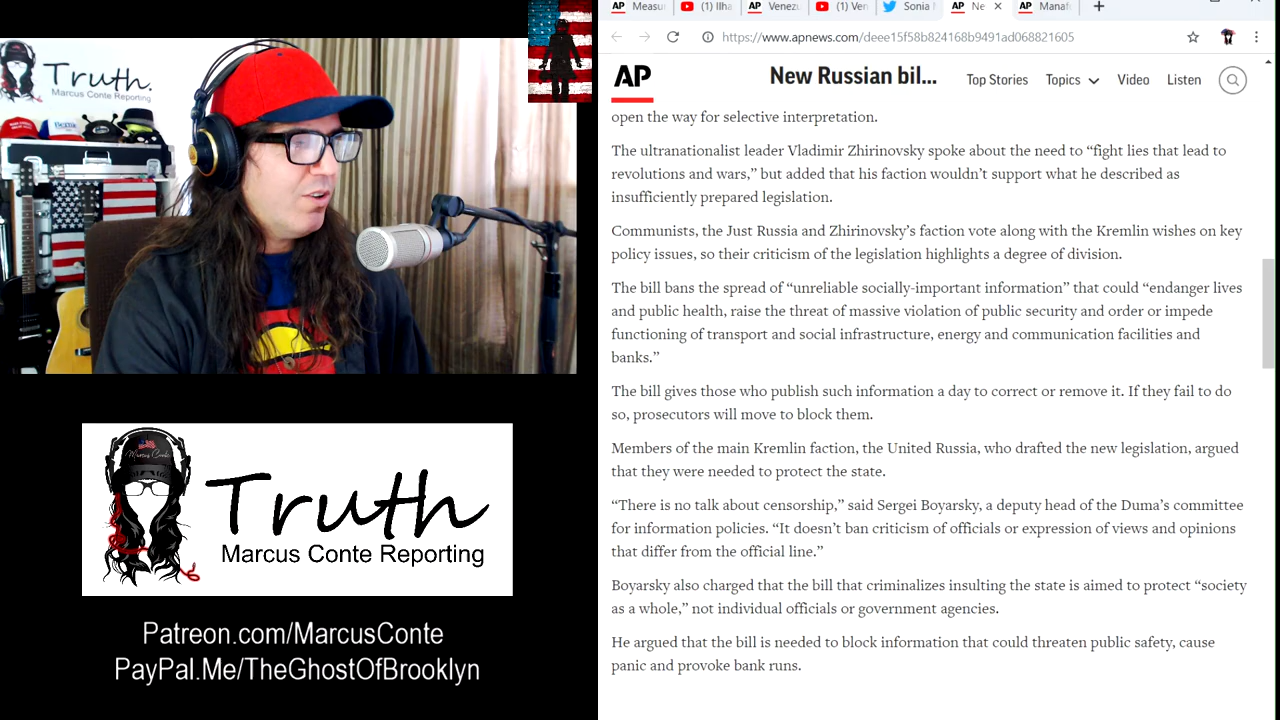 Truth.
Marcus Conte Reporting
Marcus Conte
Truth
Marcus Conte Reporting
Patreon.com/MarcusConte
PayPal.Me/TheGhostOfBrooklyn
AP Measu
(1) Ilha
AP Venezu
(1) Ven
Sonia
AP Ne
AP Manaf
https://www.apnews.com/deee15f58b824168b9491ad068821605
AP
New Russian bil...
Top Stories
Topics
Video
Listen
open the way for selective interpretation.
The ultranationalist leader Vladimir Zhirinovsky spoke about the need to “fight lies that lead to
revolutions and wars,” but added that his faction wouldn’t support what he described as
insufficiently prepared legislation.
Communists, the Just Russia and Zhirinovsky’s faction vote along with the Kremlin wishes on key
policy issues, so their criticism of the legislation highlights a degree of division.
The bill bans the spread of “unreliable socially-important information” that could “endanger lives
and public health, raise the threat of massive violation of public security and order or impede
functioning of transport and social infrastructure, energy and communication facilities and
banks.”
The bill gives those who publish such information a day to correct or remove it. If they fail to do
so, prosecutors will move to block them.
Members of the main Kremlin faction, the United Russia, who drafted the new legislation, argued
that they were needed to protect the state.
“There is no talk about censorship,” said Sergei Boyarsky, a deputy head of the Duma’s committee
for information policies. “It doesn’t ban criticism of officials or expression of views and opinions
that differ from the official line.”
Boyarsky also charged that the bill that criminalizes insulting the state is aimed to protect “society
as a whole,” not individual officials or government agencies.
He argued that the bill is needed to block information that could threaten public safety, cause
panic and provoke bank runs.